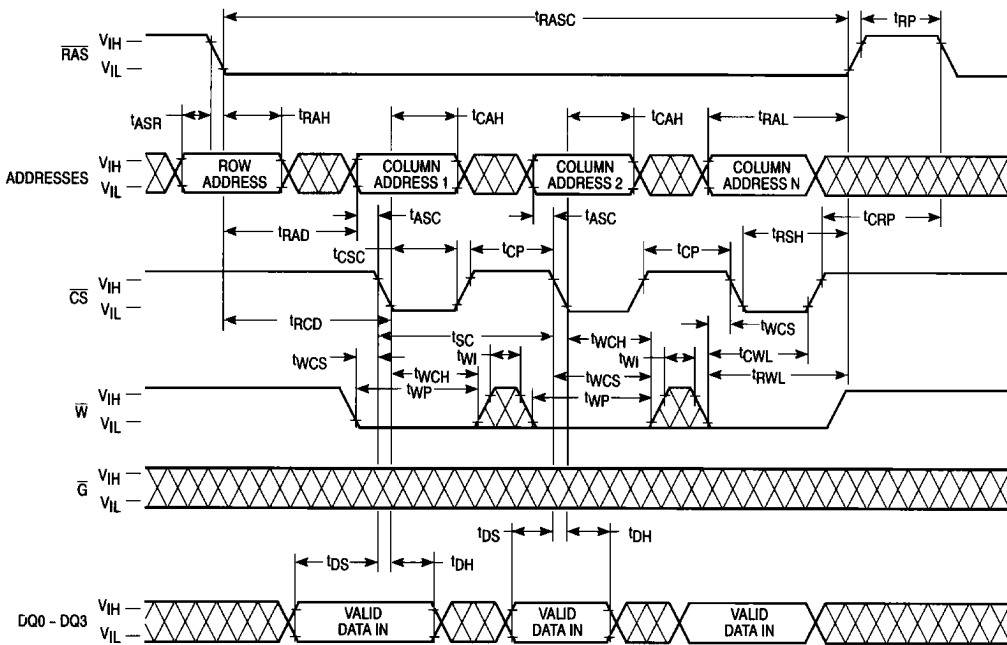 tRASC
tRP
RAS
VIH
VIL
tASR
tRAH
tCAH
tCAH
tRAL
ADDRESSES
VIH
VIL
ROW ADDRESS
COLUMN ADDRESS 1
COLUMN ADDRESS 2
COLUMN ADDRESS N
tRAD
tASC
tASC
tCRP
tCSC
tCP
tCP
tRSH
CS
VIH
VIL
tRCD
tSC
tWCS
tWCS
tWCH
tWI
tWCH
tWI
tCWL
tWP
tWCS
tWP
tRWL
W
VIH
VIL
G
VIH
VIL
tDS
tDH
tDS
tDH
DQ0 – DQ3
VIH
VIL
VALID DATA IN
VALID DATA IN
VALID DATA IN